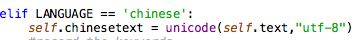 elif LANGUAGE == 'chinese':
self.chinesetext = unicode(self.text,"utf-8")